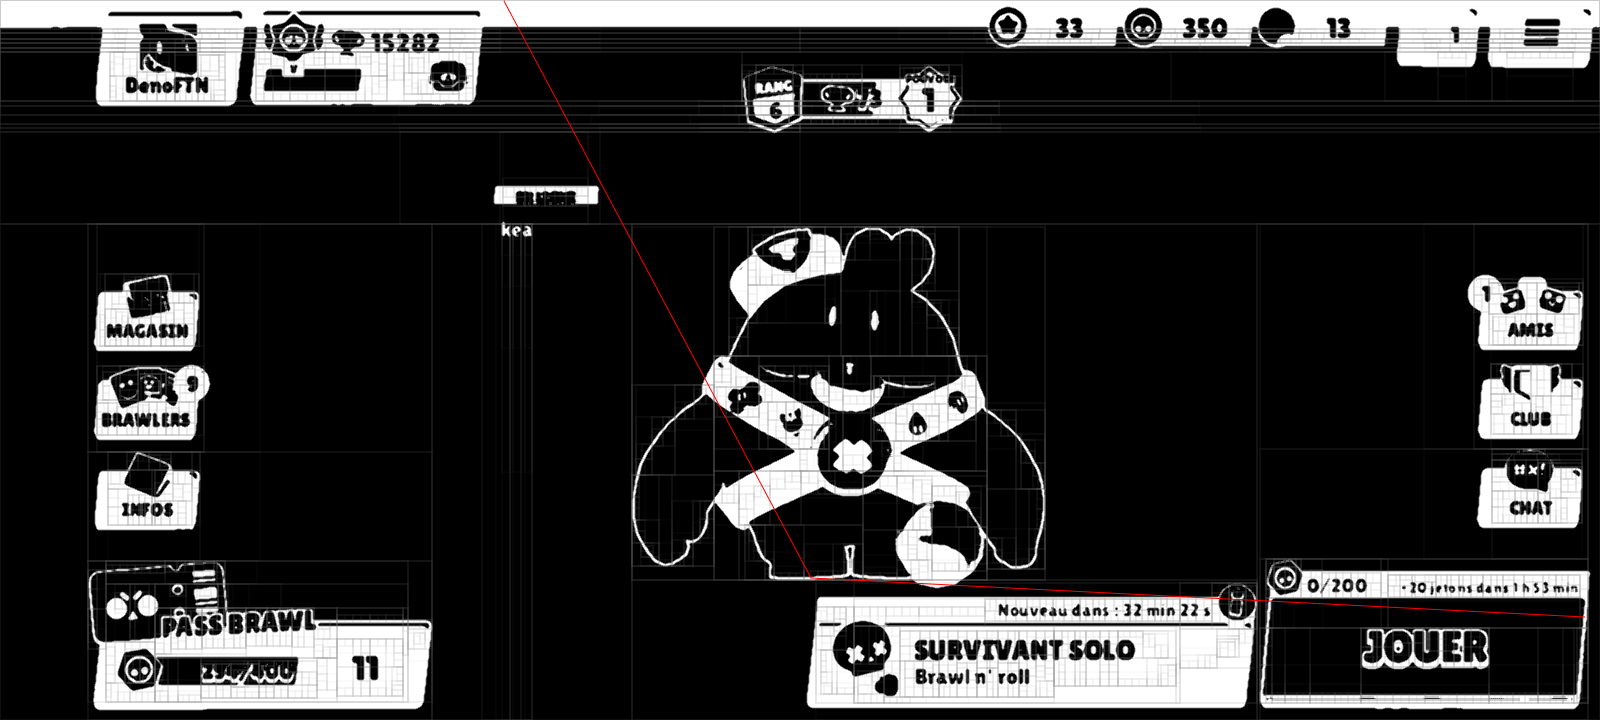 DenoFTN
15282
33
350
13
1
RANG
6
POUVOIR
1
kea
MAGASIN
BRAWLERS
9
INFOS
1
AMIS
CLUB
CHAT
PASS BRAWL
11
Nouveau dans : 32 min 22 s
SURVIVANT SOLO
Brawl n' roll
0/200
+20 jetons dans 1 h 53 min
JOUER